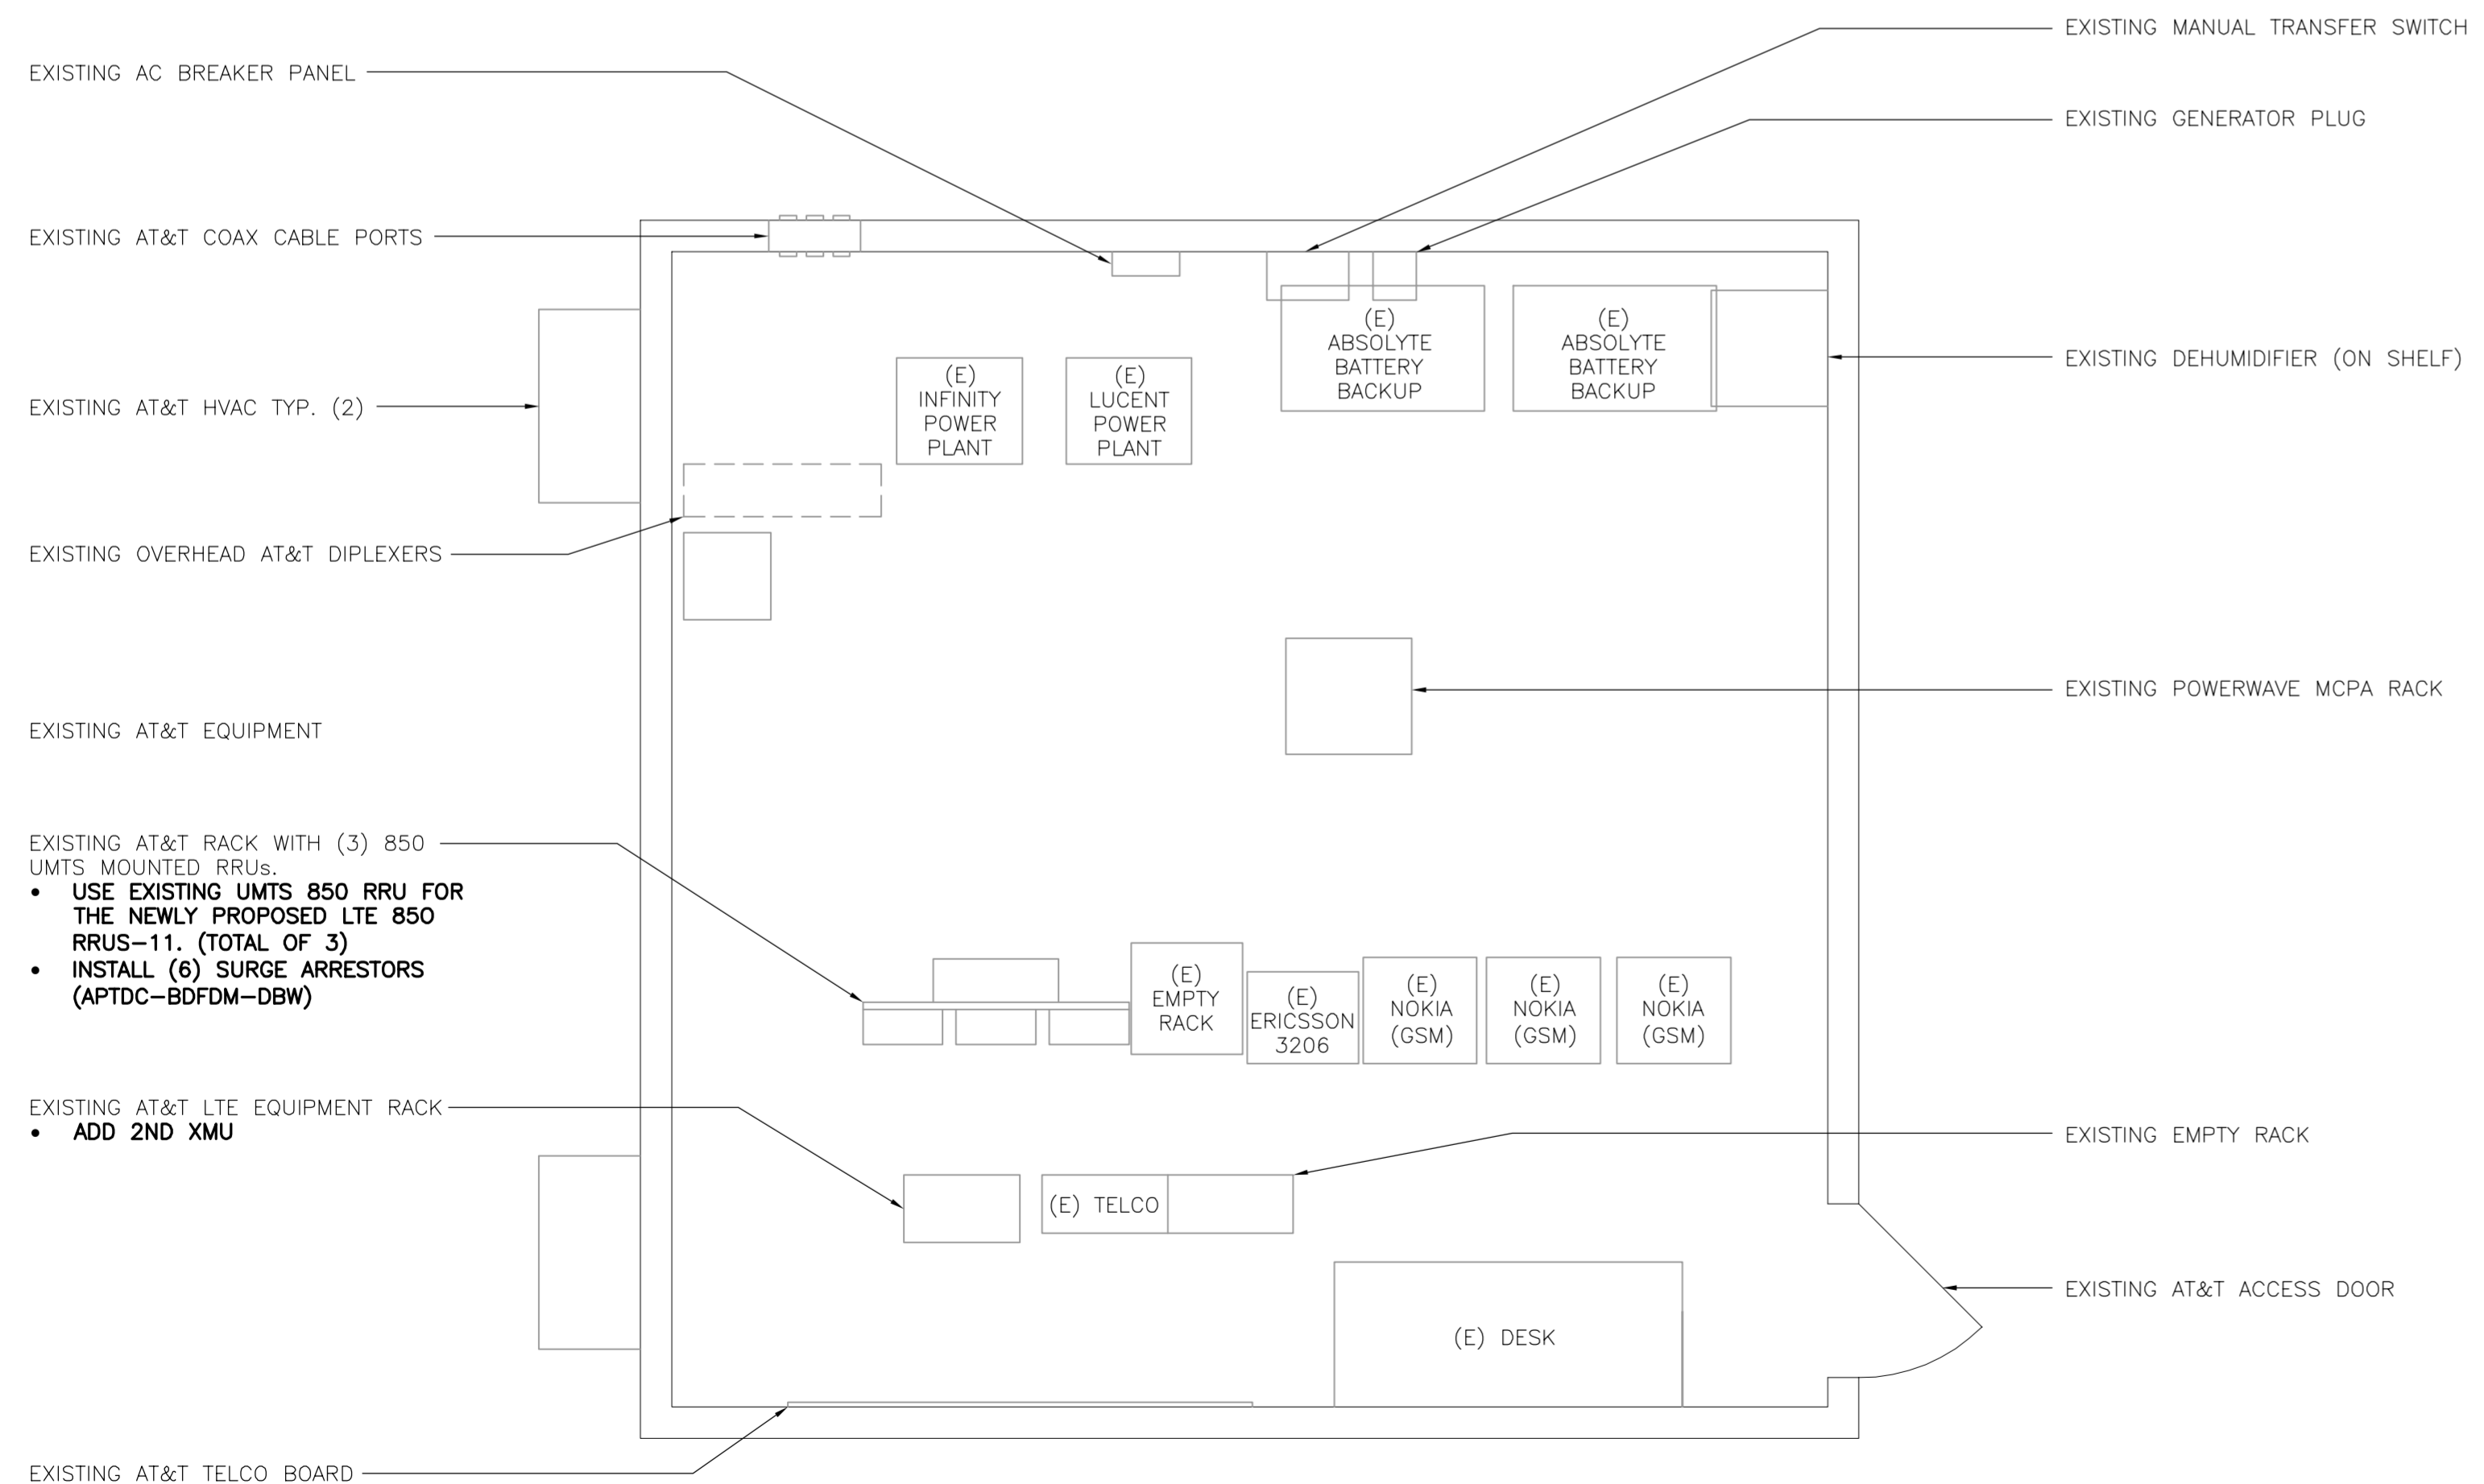 EXISTING MANUAL TRANSFER SWITCH
EXISTING AC BREAKER PANEL
EXISTING GENERATOR PLUG
EXISTING AT&T COAX CABLE PORTS
(E)
ABSOLYTE
BATTERY
BACKUP
(E)
ABSOLYTE
BATTERY
BACKUP
EXISTING DEHUMIDIFIER (ON SHELF)
(E)
INFINITY
POWER
PLANT
(E)
LUCENT
POWER
PLANT
EXISTING AT&T HVAC TYP. (2)
EXISTING OVERHEAD AT&T DIPLEXERS
EXISTING POWERWAVE MCPA RACK
EXISTING AT&T EQUIPMENT
EXISTING AT&T RACK WITH (3) 850
UMTS MOUNTED RRUs.
• USE EXISTING UMTS 850 RRU FOR
THE NEWLY PROPOSED LTE 850
RRUS-11. (TOTAL OF 3)
• INSTALL (6) SURGE ARRESTORS
(APTDC-BDFDM-DBW)
(E)
EMPTY
RACK
(E)
ERICSSON
3206
(E)
NOKIA
(GSM)
(E)
NOKIA
(GSM)
(E)
NOKIA
(GSM)
EXISTING AT&T LTE EQUIPMENT RACK
• ADD 2ND XMU
EXISTING EMPTY RACK
(E) TELCO
EXISTING AT&T ACCESS DOOR
(E) DESK
EXISTING AT&T TELCO BOARD